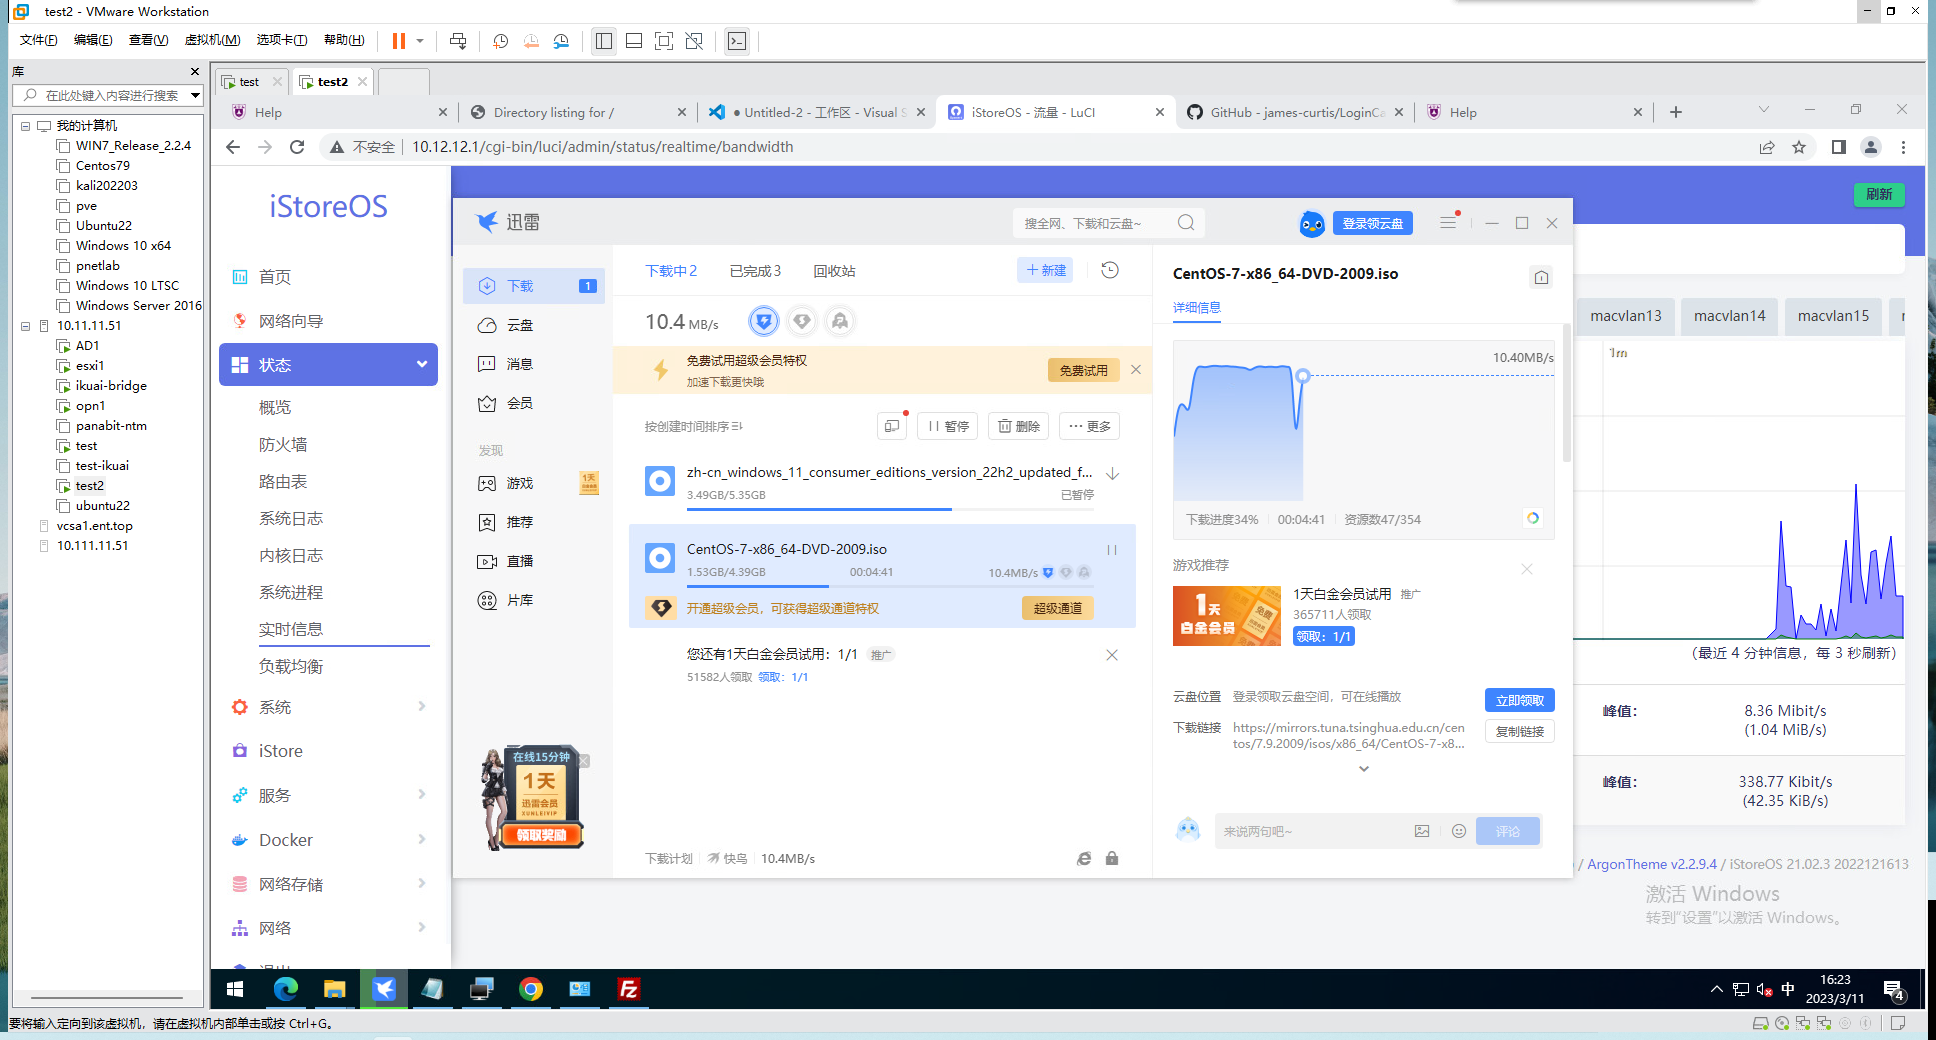 test2 - VMware Workstation
文件(F) 编辑(E) 查看(V) 虚拟机(M) 选项卡(T) 帮助(H)
库
在此处键入内容进行搜索
我的计算机
WIN7_Release_2.2.4
Centos79
kali202203
pve
Ubuntu22
Windows 10 x64
pnetlab
Windows 10 LTSC
Windows Server 2016
10.11.11.51
AD1
esxi1
ikuai-bridge
opn1
panabit-ntm
test
test-ikuai
test2
ubuntu22
vcsa1.ent.top
10.111.11.51
test
test2
Help
Directory listing for /
● Untitled-2 - 工作区 - Visual S
iStoreOS - 流量 - LuCI
GitHub - james-curtis/LoginCa
Help
不安全 10.12.12.1/cgi-bin/luci/admin/status/realtime/bandwidth
iStoreOS
首页
网络向导
状态
概览
防火墙
路由表
系统日志
内核日志
系统进程
实时信息
负载均衡
系统
iStore
服务
Docker
网络存储
网络
刷新
迅雷
搜全网、下载和云盘~
登录领云盘
下载 1
云盘
消息
会员
发现
游戏
1天
推荐
直播
片库
在线15分钟
1天
迅雷会员
XUNLEIVIP
领取奖励
下载中 2 已完成 3 回收站
新建
10.4 MB/s
免费试用超级会员特权
加速下载更快哦
免费试用
按创建时间排序
暂停 删除 更多
zh-cn_windows_11_consumer_editions_version_22h2_updated_f...
3.49GB/5.35GB 已暂停
CentOS-7-x86_64-DVD-2009.iso
1.53GB/4.39GB 00:04:41 10.4MB/s
开通超级会员，可获得超级通道特权 超级通道
您还有1天白金会员试用：1/1 推广
51582人领取 领取：1/1
下载计划 快鸟 10.4MB/s
CentOS-7-x86_64-DVD-2009.iso
详细信息
10.40MB/s
下载进度34% 00:04:41 资源数47/354
游戏推荐
1天
白金会员
免费
1天白金会员试用 推广
365711人领取
领取：1/1
云盘位置 登录领取云盘空间，可在线播放 立即领取
下载链接 https://mirrors.tuna.tsinghua.edu.cn/cen
tos/7.9.2009/isos/x86_64/CentOS-7-x8...
复制链接
来说两句吧~
评论
macvlan13 macvlan14 macvlan15
1m
（最近 4 分钟信息，每 3 秒刷新）
峰值： 8.36 Mibit/s
(1.04 MiB/s)
峰值： 338.77 Kibit/s
(42.35 KiB/s)
/ ArgonTheme v2.2.9.4 / iStoreOS 21.02.3 2022121613
激活 Windows
转到“设置”以激活 Windows。
中
16:23
2023/3/11
4
要将输入定向到该虚拟机，请在虚拟机内部单击或按 Ctrl+G。